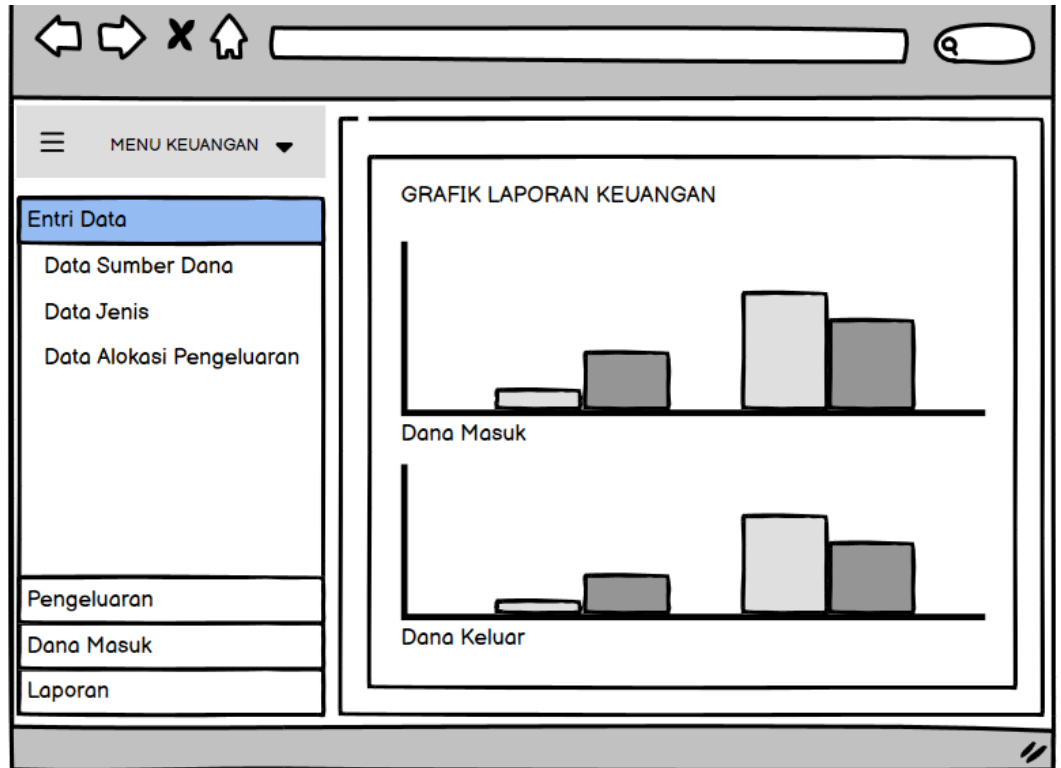 MENU KEUANGAN
Entri Data
Data Sumber Dana
Data Jenis
Data Alokasi Pengeluaran
Pengeluaran
Dana Masuk
Laporan
GRAFIK LAPORAN KEUANGAN
Dana Masuk
Dana Keluar